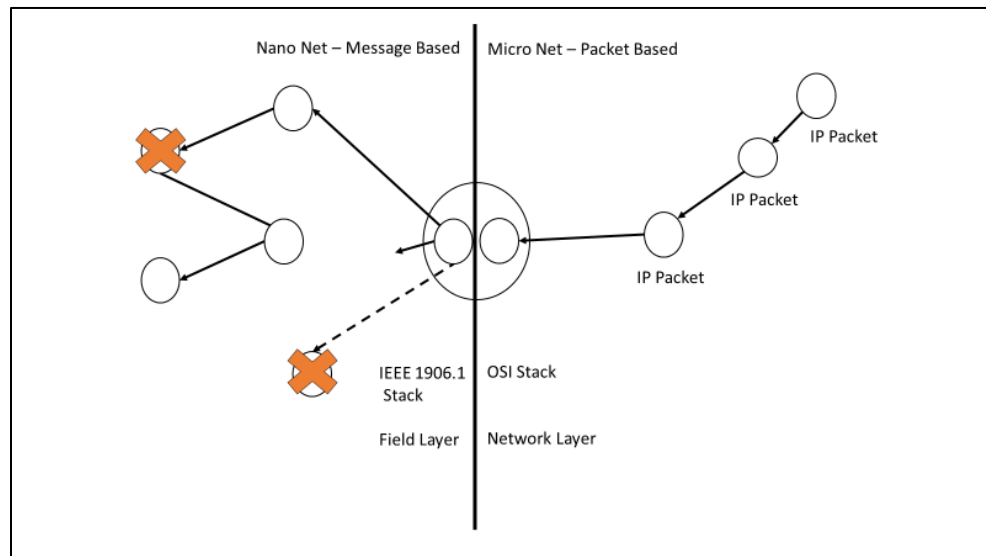 Nano Net – Message Based
Micro Net – Packet Based
IP Packet
IP Packet
IP Packet
IEEE 1906.1
Stack
OSI Stack
Field Layer
Network Layer